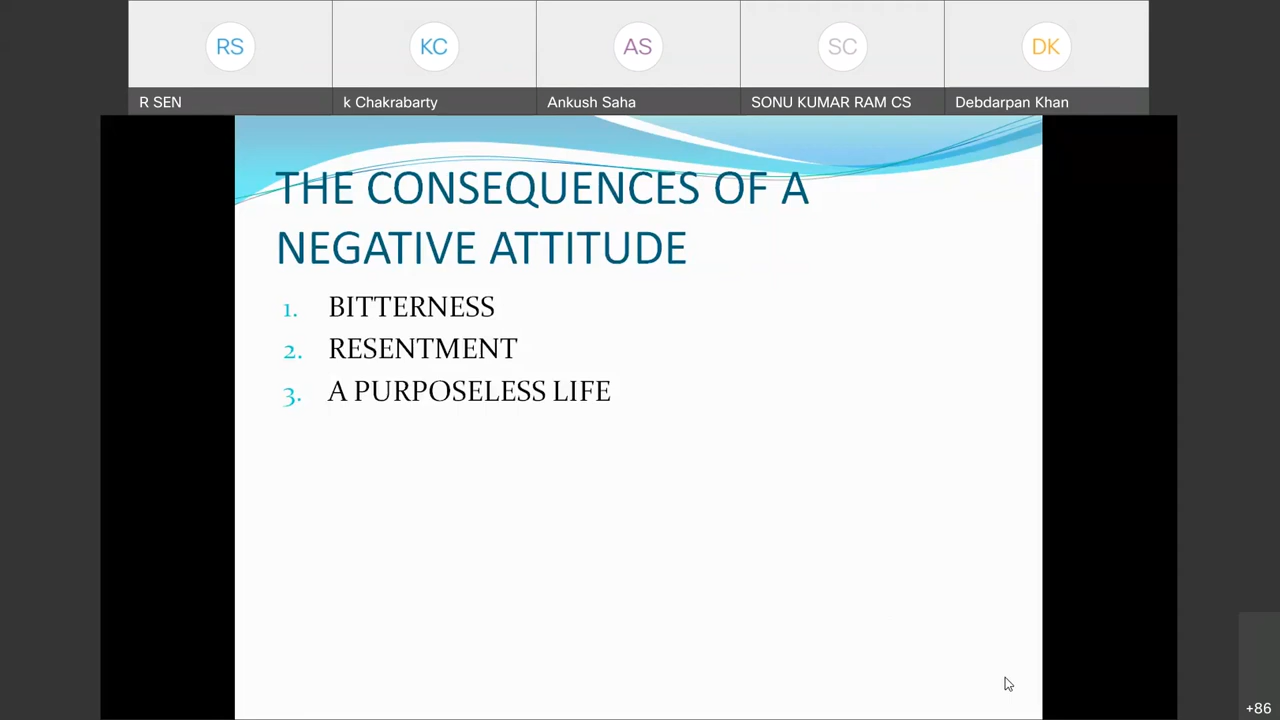 RS
KC
AS
SC
DK
R SEN
k Chakrabarty
Ankush Saha
SONU KUMAR RAM CS
Debdarpan Khan
THE CONSEQUENCES OF A
NEGATIVE ATTITUDE
1. BITTERNESS
2. RESENTMENT
3. A PURPOSELESS LIFE
+86